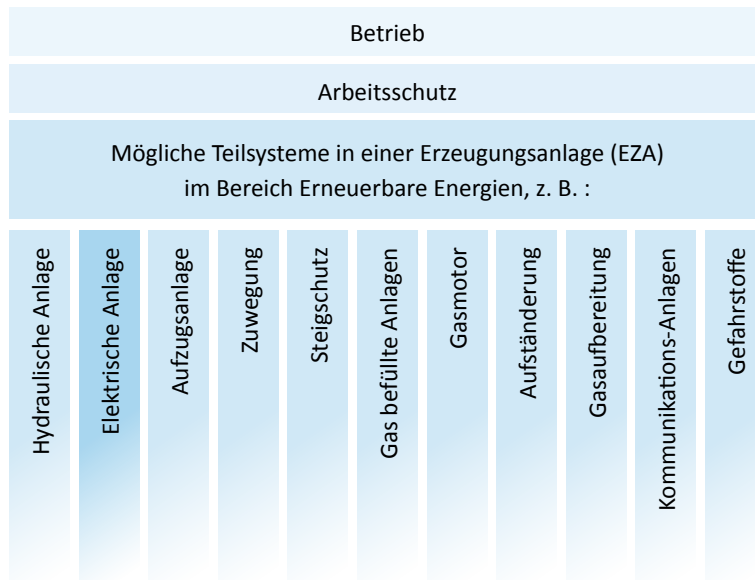 Betrieb
Arbeitsschutz
Mögliche Teilsysteme in einer Erzeugungsanlage (EZA)
im Bereich Erneuerbare Energien, z. B. :
Hydraulische Anlage
Elektrische Anlage
Aufzugsanlage
Zuwegung
Steigschutz
Gas befüllte Anlagen
Gasmotor
Aufständerung
Gasaufbereitung
Kommunikations-Anlagen
Gefahrstoffe